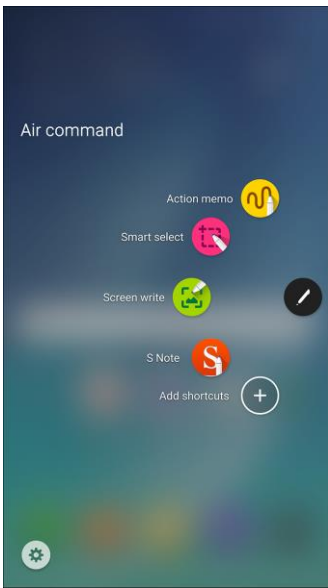 Air command
Action memo
Smart select
Screen write
S Note
S
Add shortcuts